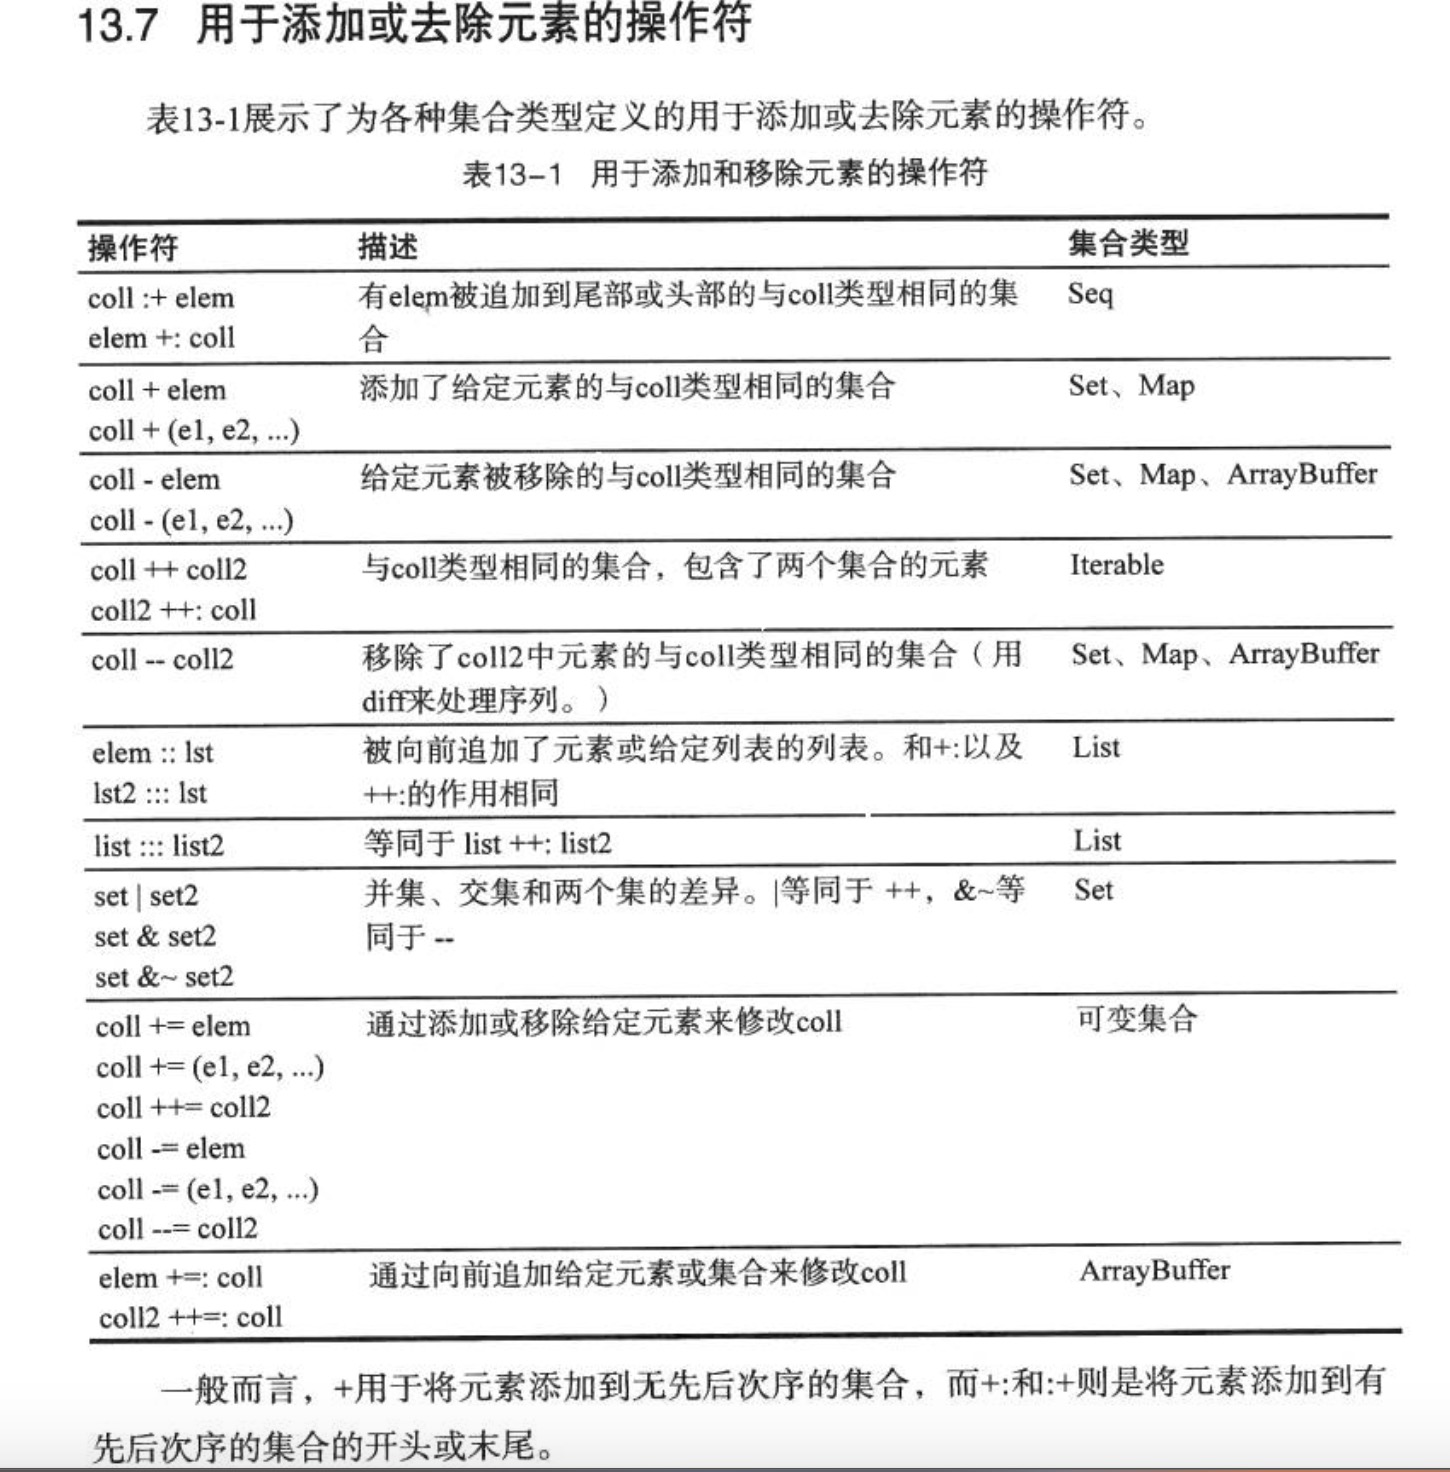 13.7 用于添加或去除元素的操作符
表13-1展示了为各种集合类型定义的用于添加或去除元素的操作符。
表13-1 用于添加和移除元素的操作符
操作符 描述 集合类型
coll :+ elem 有elem被追加到尾部或头部的与coll类型相同的集 Seq
elem +: coll 合
coll + elem 添加了给定元素的与coll类型相同的集合 Set、Map
coll + (e1, e2, ...)
coll - elem 给定元素被移除的与coll类型相同的集合 Set、Map、ArrayBuffer
coll - (e1, e2, ...)
coll ++ coll2 与coll类型相同的集合，包含了两个集合的元素 Iterable
coll2 ++: coll
coll -- coll2 移除了coll2中元素的与coll类型相同的集合（用 Set、Map、ArrayBuffer
diff来处理序列。）
elem :: lst 被向前追加了元素或给定列表的列表。和+:以及 List
lst2 ::: lst ++:的作用相同
list ::: list2 等同于 list ++: list2 List
set | set2 并集、交集和两个集的差异。|等同于 ++，&~等 Set
set & set2 同于 --
set &~ set2
coll += elem 通过添加或移除给定元素来修改coll 可变集合
coll += (e1, e2, ...)
coll ++= coll2
coll -= elem
coll -= (e1, e2, ...)
coll --= coll2
elem +=: coll 通过向前追加给定元素或集合来修改coll ArrayBuffer
coll2 ++=: coll
一般而言，+用于将元素添加到无先后次序的集合，而+:和:+则是将元素添加到有
先后次序的集合的开头或末尾。